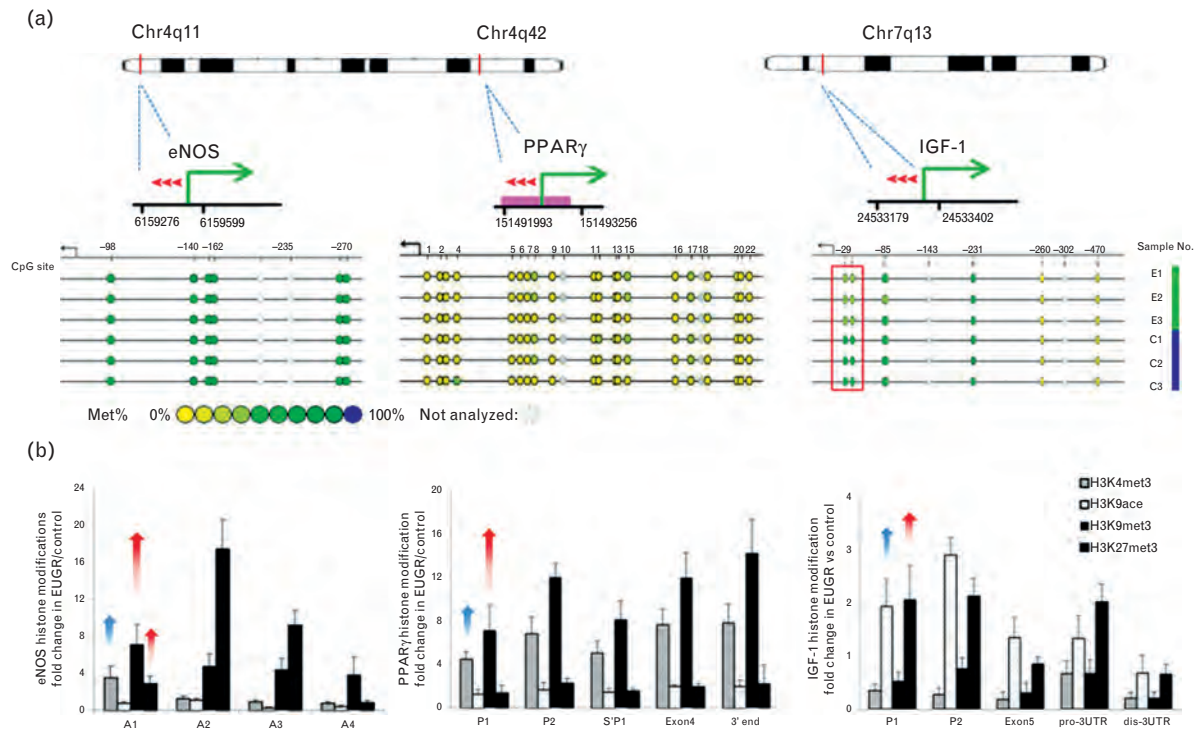 (a)
Chr4q11 Chr4q42 Chr7q13
eNOS PPARγ IGF-1
6159276 6159599 151491993 151493256 24533179 24533402
−98 −140 −162 −235 −270 1 2 4 5 6 7 8 9 10 11 13 15 16 17 18 20 22 −29 −85 −143 −231 −260 −302 −470 Sample No.
CpG site
E1
E2
E3
C1
C2
C3
Met% 0% 100% Not analyzed:
(b)
eNOS histone modifications
fold change in EUGR/control
24
20
16
12
8
4
0
A1 A2 A3 A4
PPARγ histone modification
fold change in EUGR/control
20
16
12
8
4
0
P1 P2 S'P1 Exon4 3' end
IGF-1 histone modification
fold change in EUGR vs control
4
3
2
1
0
P1 P2 Exon5 pro-3UTR dis-3UTR
H3K4met3
H3K9ace
H3K9met3
H3K27met3